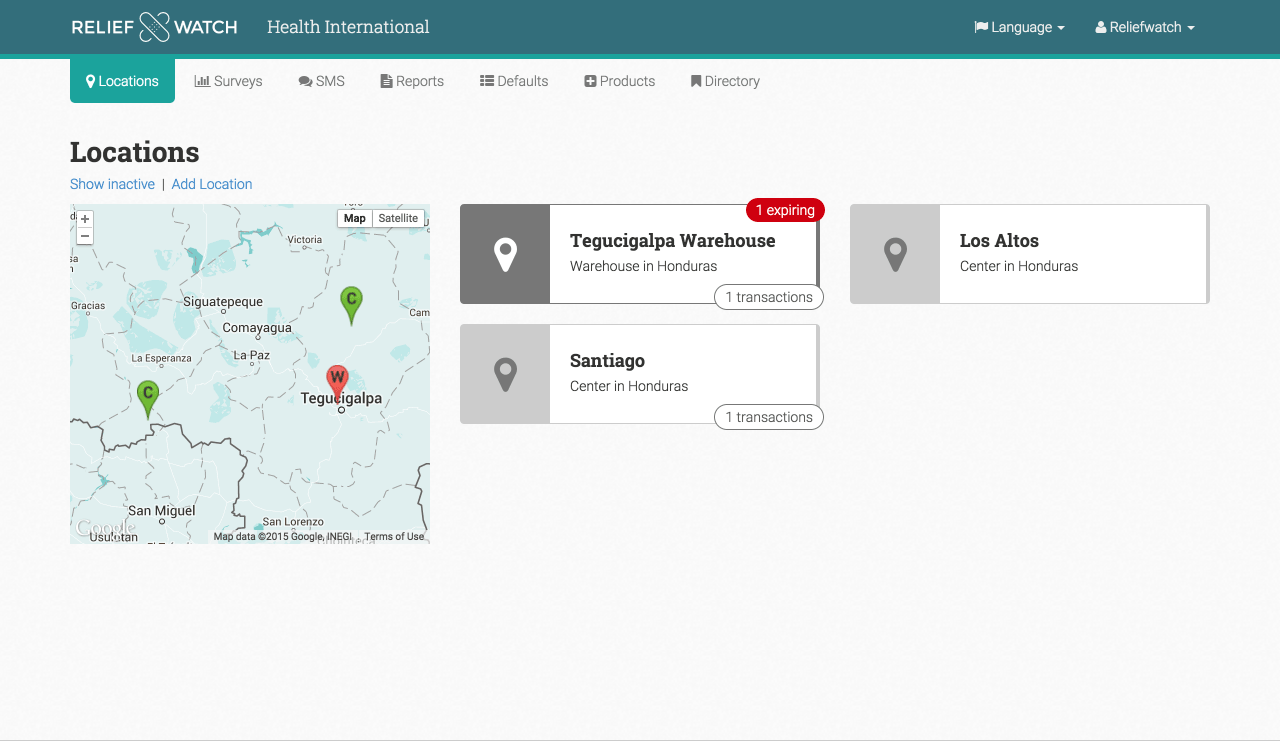 RELIEF WATCH Health International Language Reliefwatch
Locations Surveys SMS Reports Defaults Products Directory
Locations
Show inactive | Add Location
+
−
Map Satellite
Victoria
Gracias
Siguatepeque
Comayagua
La Esperanza
La Paz
C
Cam
W
C
Tegucigalpa
San Miguel
San Lorenzo
Google
Usulutan
Map data ©2015 Google, INEGI Terms of Use
1 expiring
Tegucigalpa Warehouse
Warehouse in Honduras
1 transactions
Los Altos
Center in Honduras
Santiago
Center in Honduras
1 transactions